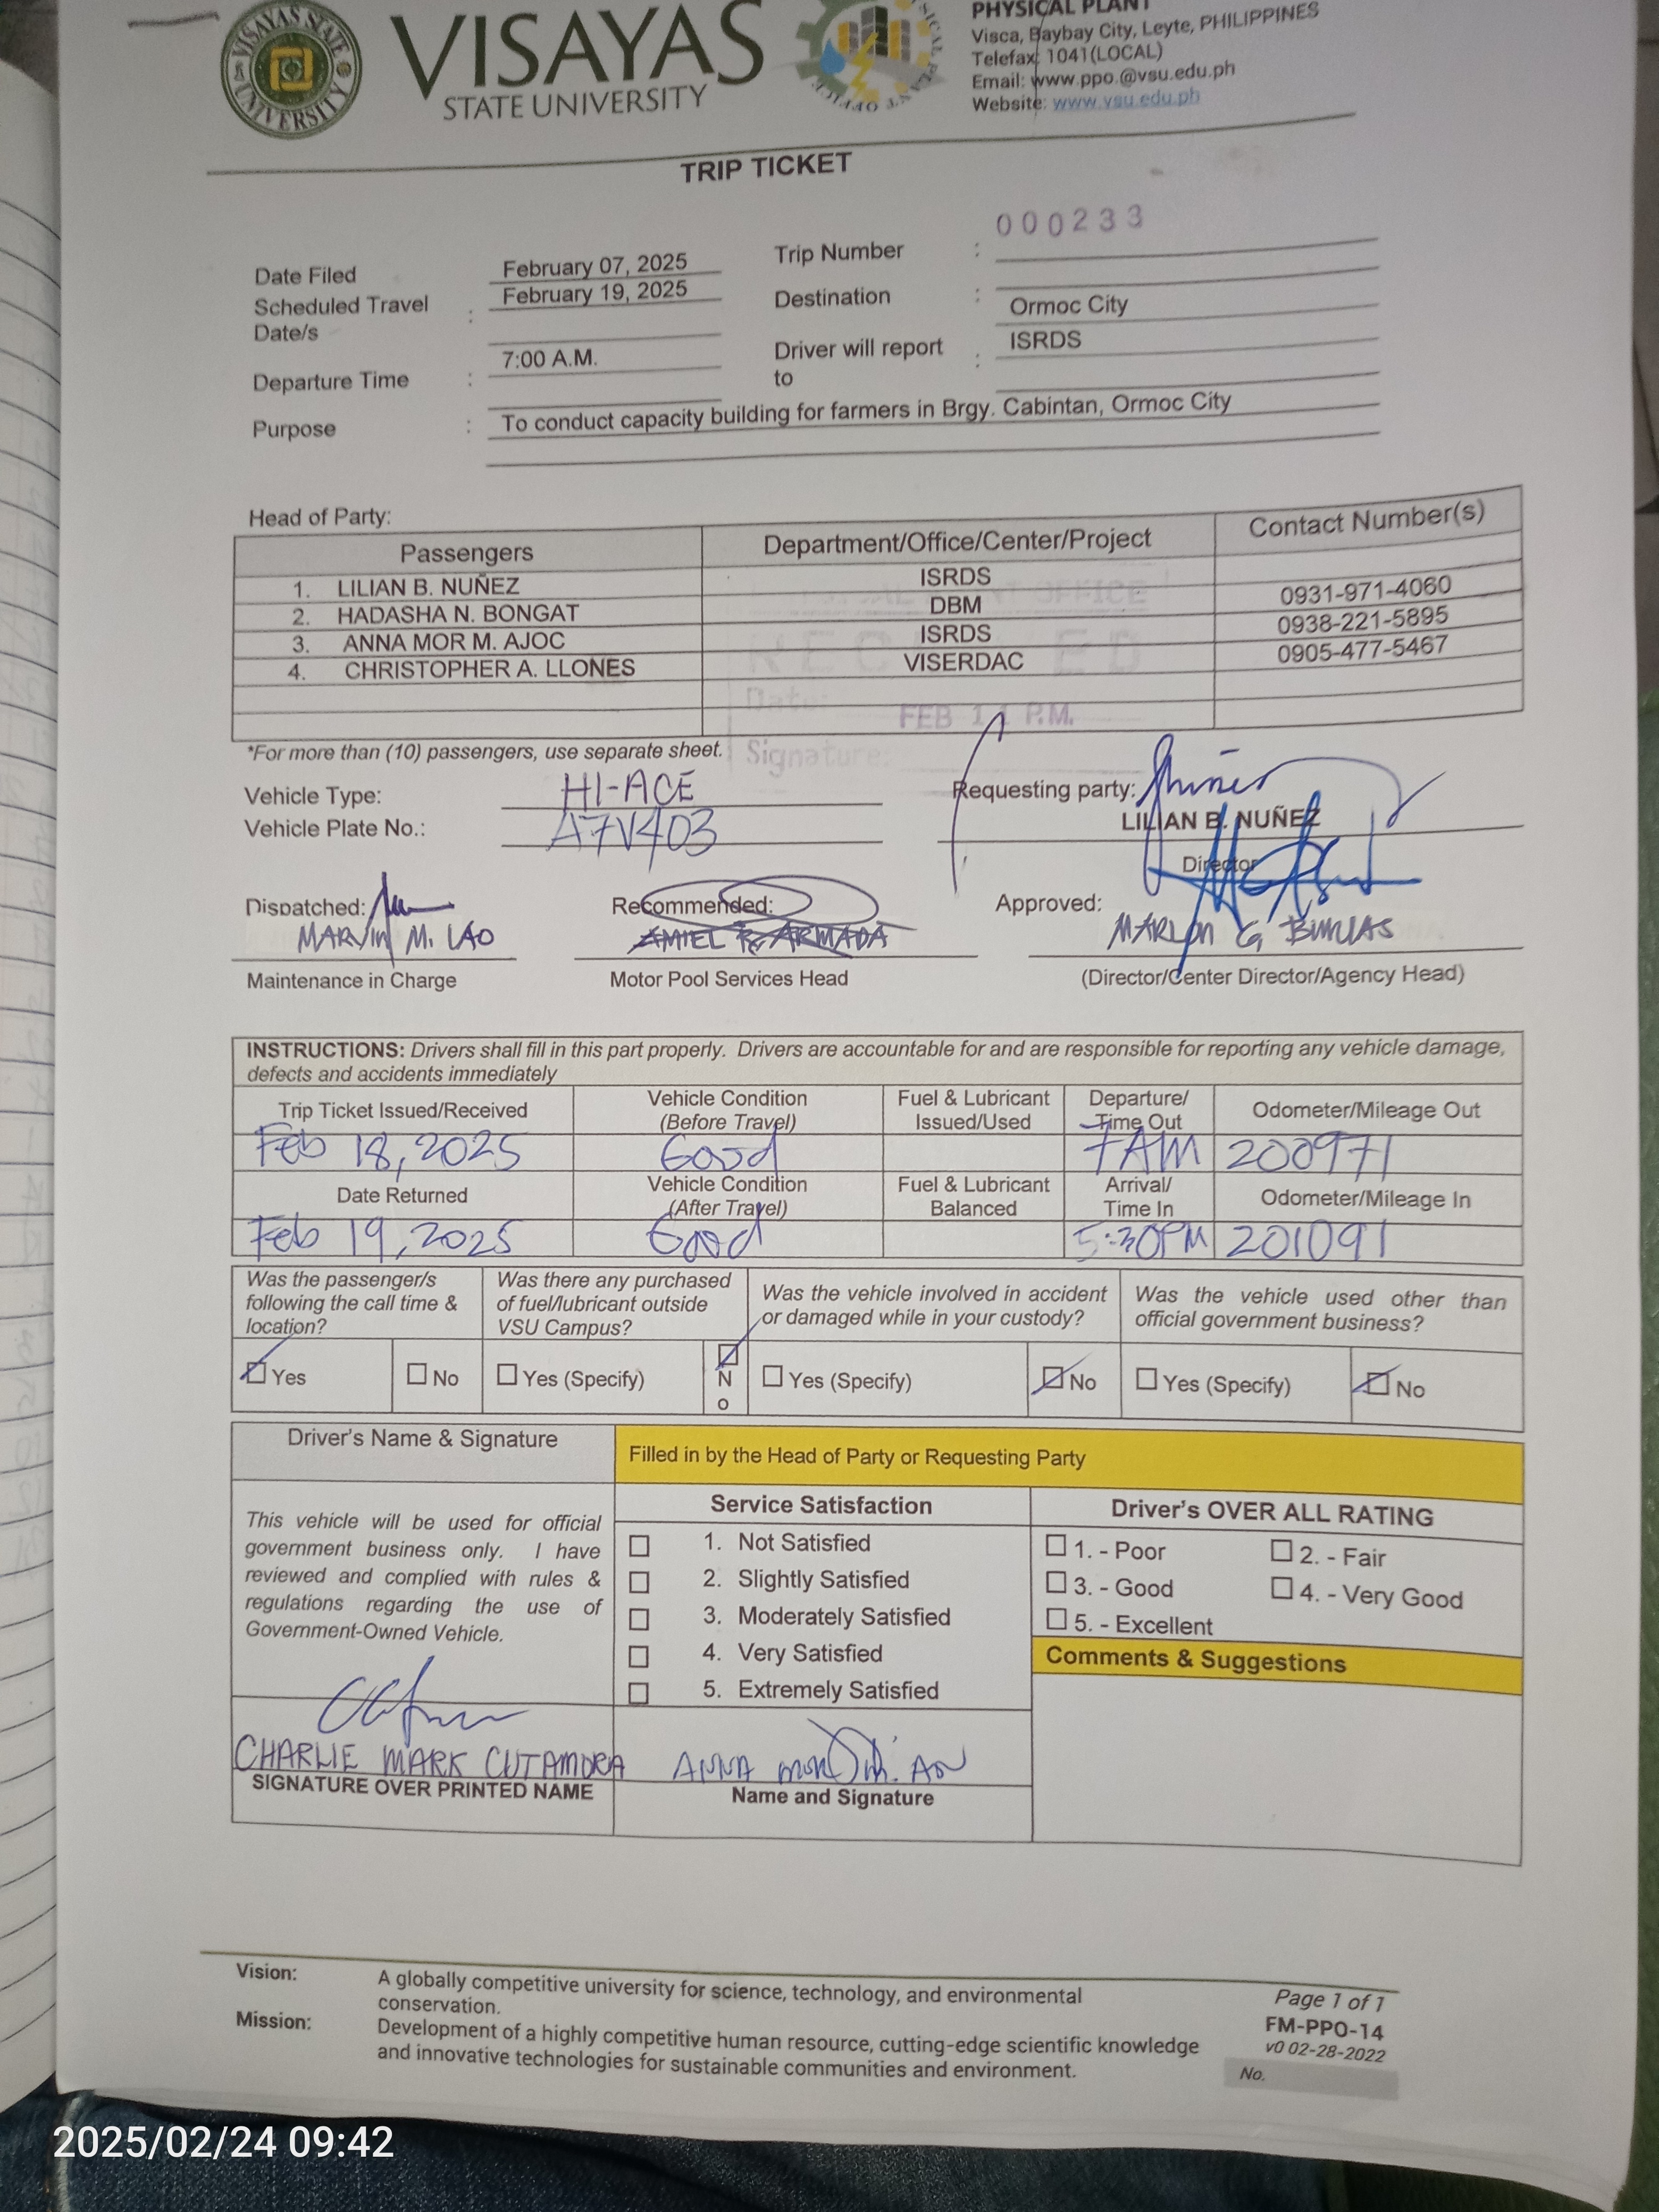 VISAYAS STATE UNIVERSITY
VISAYAS
STATE UNIVERSITY
PHYSICAL PLANT
Visca, Baybay City, Leyte, PHILIPPINES
Telefax: 1041(LOCAL)
Email: www.ppo.@vsu.edu.ph
Website: www.vsu.edu.ph
TRIP TICKET
Date Filed February 07, 2025 Trip Number : 000233
Scheduled Travel Date/s : February 19, 2025 Destination : Ormoc City
Departure Time : 7:00 A.M. Driver will report to : ISRDS
Purpose : To conduct capacity building for farmers in Brgy. Cabintan, Ormoc City
Head of Party:
Passengers Department/Office/Center/Project Contact Number(s)
1. LILIAN B. NUÑEZ ISRDS
2. HADASHA N. BONGAT DBM 0931-971-4060
3. ANNA MOR M. AJOC ISRDS 0938-221-5895
4. CHRISTOPHER A. LLONES VISERDAC 0905-477-5467
RECEIVED
Date: FEB 11 P.M.
Signature:
*For more than (10) passengers, use separate sheet.
Vehicle Type: HI-ACE Requesting party:
Vehicle Plate No.: A7V403 LILIAN B. NUÑEZ
Director
Dispatched: Recommended: Approved:
MARVIN M. LAO AMIEL R. ARMADA MARLON G.
Maintenance in Charge Motor Pool Services Head (Director/Center Director/Agency Head)
INSTRUCTIONS: Drivers shall fill in this part properly. Drivers are accountable for and are responsible for reporting any vehicle damage,
defects and accidents immediately
Trip Ticket Issued/Received Vehicle Condition (Before Travel) Fuel & Lubricant Issued/Used Departure/ Time Out Odometer/Mileage Out
Feb 18, 2025 Good 7AM 200971
Date Returned Vehicle Condition (After Travel) Fuel & Lubricant Balanced Arrival/ Time In Odometer/Mileage In
Feb 19, 2025 Good 5:30PM 201091
Was the passenger/s following the call time & location?
Was there any purchased of fuel/lubricant outside VSU Campus?
Was the vehicle involved in accident or damaged while in your custody?
Was the vehicle used other than official government business?
Yes No Yes (Specify) No Yes (Specify) No Yes (Specify) No
Driver's Name & Signature
Filled in by the Head of Party or Requesting Party
This vehicle will be used for official
government business only. I have
reviewed and complied with rules &
regulations regarding the use of
Government-Owned Vehicle.
Service Satisfaction
1. Not Satisfied
2. Slightly Satisfied
3. Moderately Satisfied
4. Very Satisfied
5. Extremely Satisfied
Driver's OVER ALL RATING
1. - Poor 2. - Fair
3. - Good 4. - Very Good
5. - Excellent
Comments & Suggestions
CHARLIE MARK CUTAMORA
SIGNATURE OVER PRINTED NAME
ANNA
Name and Signature
Vision: A globally competitive university for science, technology, and environmental
conservation.
Mission: Development of a highly competitive human resource, cutting-edge scientific knowledge
and innovative technologies for sustainable communities and environment.
Page 1 of 1
FM-PPO-14
v0 02-28-2022
No.
2025/02/24 09:42